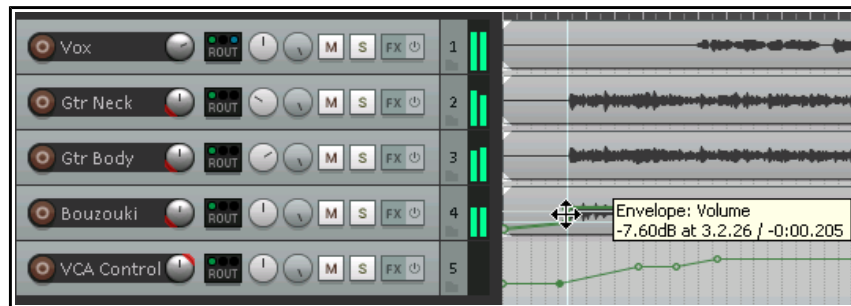 Vox ROUT M S FX 1
Gtr Neck ROUT M S FX 2
Gtr Body ROUT M S FX 3
Bouzouki ROUT M S FX 4
Envelope: Volume
-7.60dB at 3.2.26 / -0:00.205
VCA Control ROUT M S FX 5